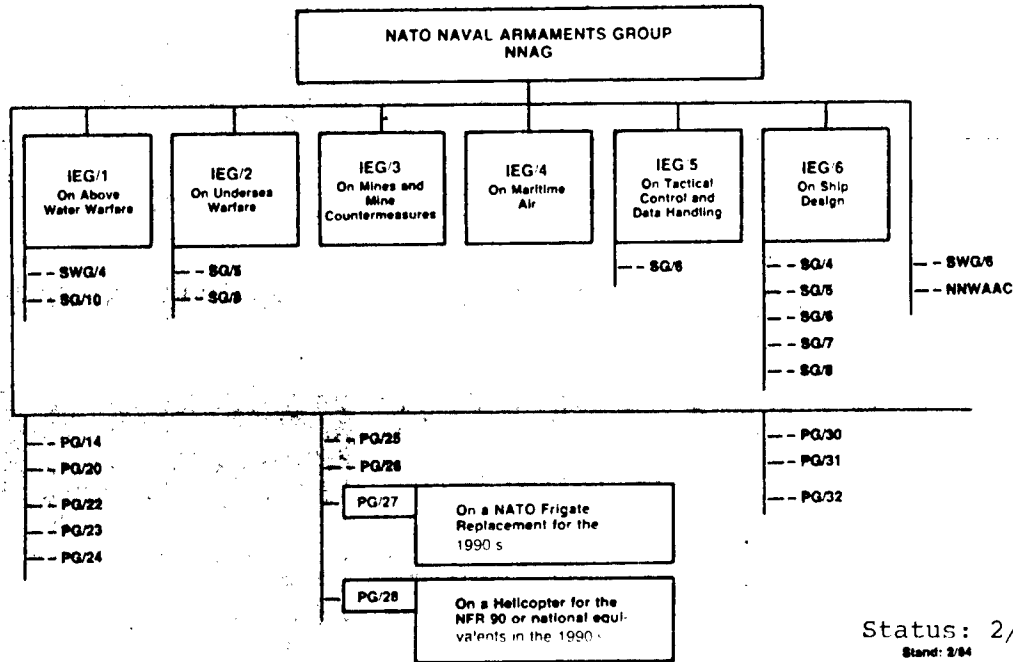 NATO NAVAL ARMAMENTS GROUP
NNAG
IEG/1
On Above
Water Warfare
IEG/2
On Undersea
Warfare
IEG/3
On Mines and
Mine
Countermeasures
IEG/4
On Maritime
Air
IEG 5
On Tactical
Control and
Data Handling
IEG/6
On Ship
Design
SWG/4
SG/10
SG/5
SG/9
SG/6
SG/4
SG/5
SG/6
SG/7
SG/8
SWG/6
NNWAAC
PG/14
PG/20
PG/22
PG/23
PG/24
PG/25
PG/26
PG/27
On a NATO Frigate
Replacement for the
1990 s
PG/28
On a Helicopter for the
NFR 90 or national equi-
valents in the 1990 s
PG/30
PG/31
PG/32
Status: 2/
Stand: 2/84